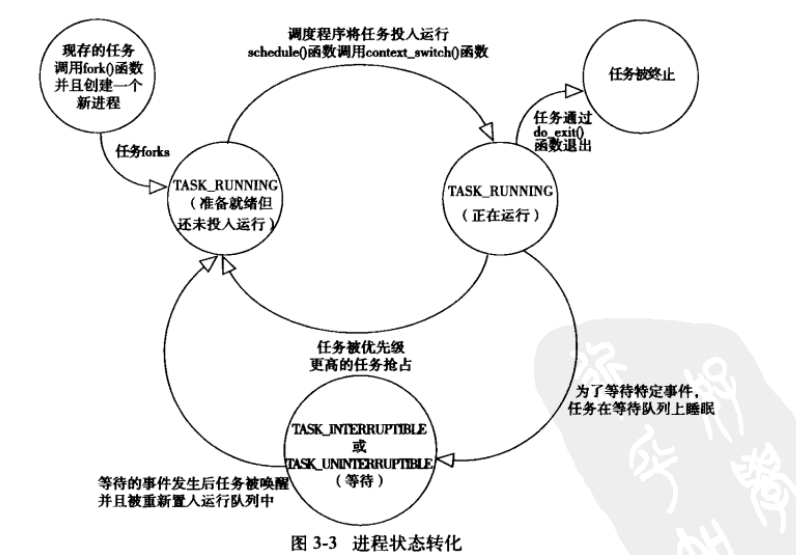 现存的任务
调用fork()函数
并且创建一个
新进程
调度程序将任务投入运行
schedule()函数调用context_switch()函数
任务被终止
任务通过
do_exit()
函数退出
任务forks
TASK_RUNNING
（准备就绪但
还未投入运行）
TASK_RUNNING
（正在运行）
任务被优先级
更高的任务抢占
为了等待特定事件，
任务在等待队列上睡眠
TASK_INTERRUPTIBLE
或
TASK_UNINTERRUPTIBLE
（等待）
等待的事件发生后任务被唤醒
并且被重新置入运行队列中
图 3-3 进程状态转化